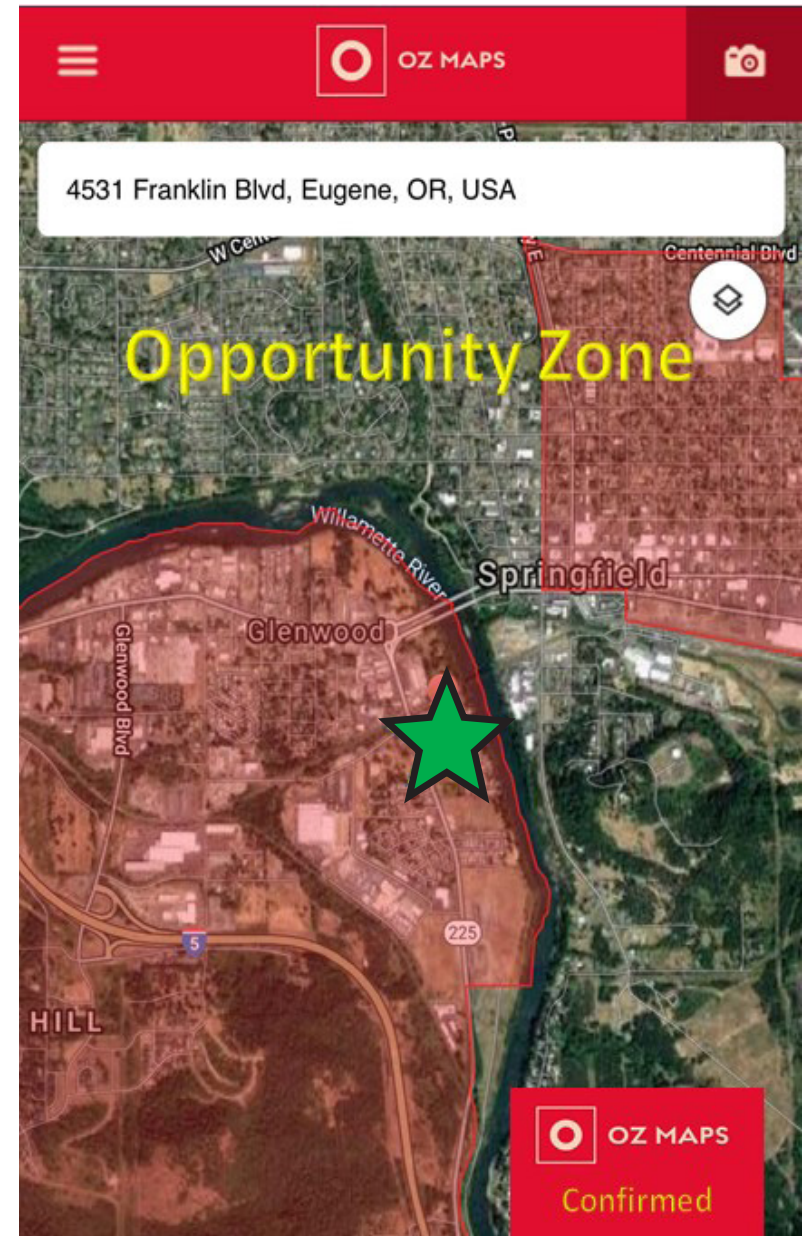 OZ MAPS
4531 Franklin Blvd, Eugene, OR, USA
W Cen
Centennial Blvd
Opportunity Zone
Willamette River
Springfield
Glenwood
Glenwood Blvd
225
5
HILL
OZ MAPS
Confirmed